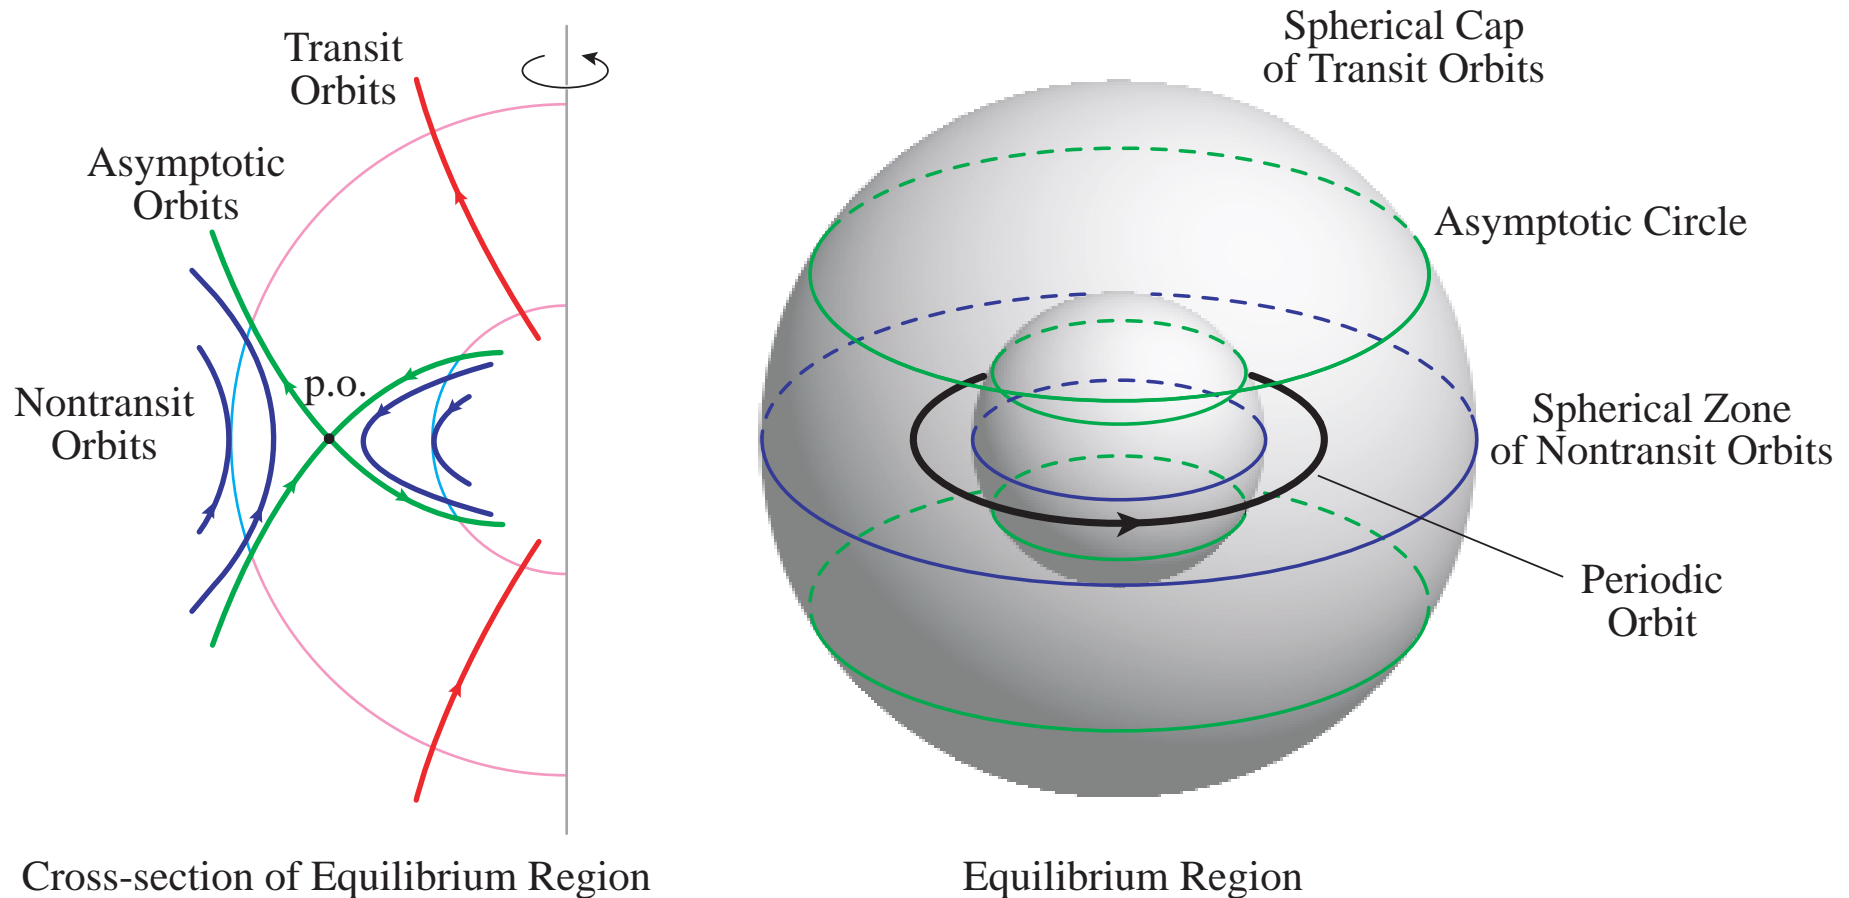 Transit
Orbits
Asymptotic
Orbits
p.o.
Nontransit
Orbits
Cross-section of Equilibrium Region
Spherical Cap
of Transit Orbits
Asymptotic Circle
Spherical Zone
of Nontransit Orbits
Periodic
Orbit
Equilibrium Region